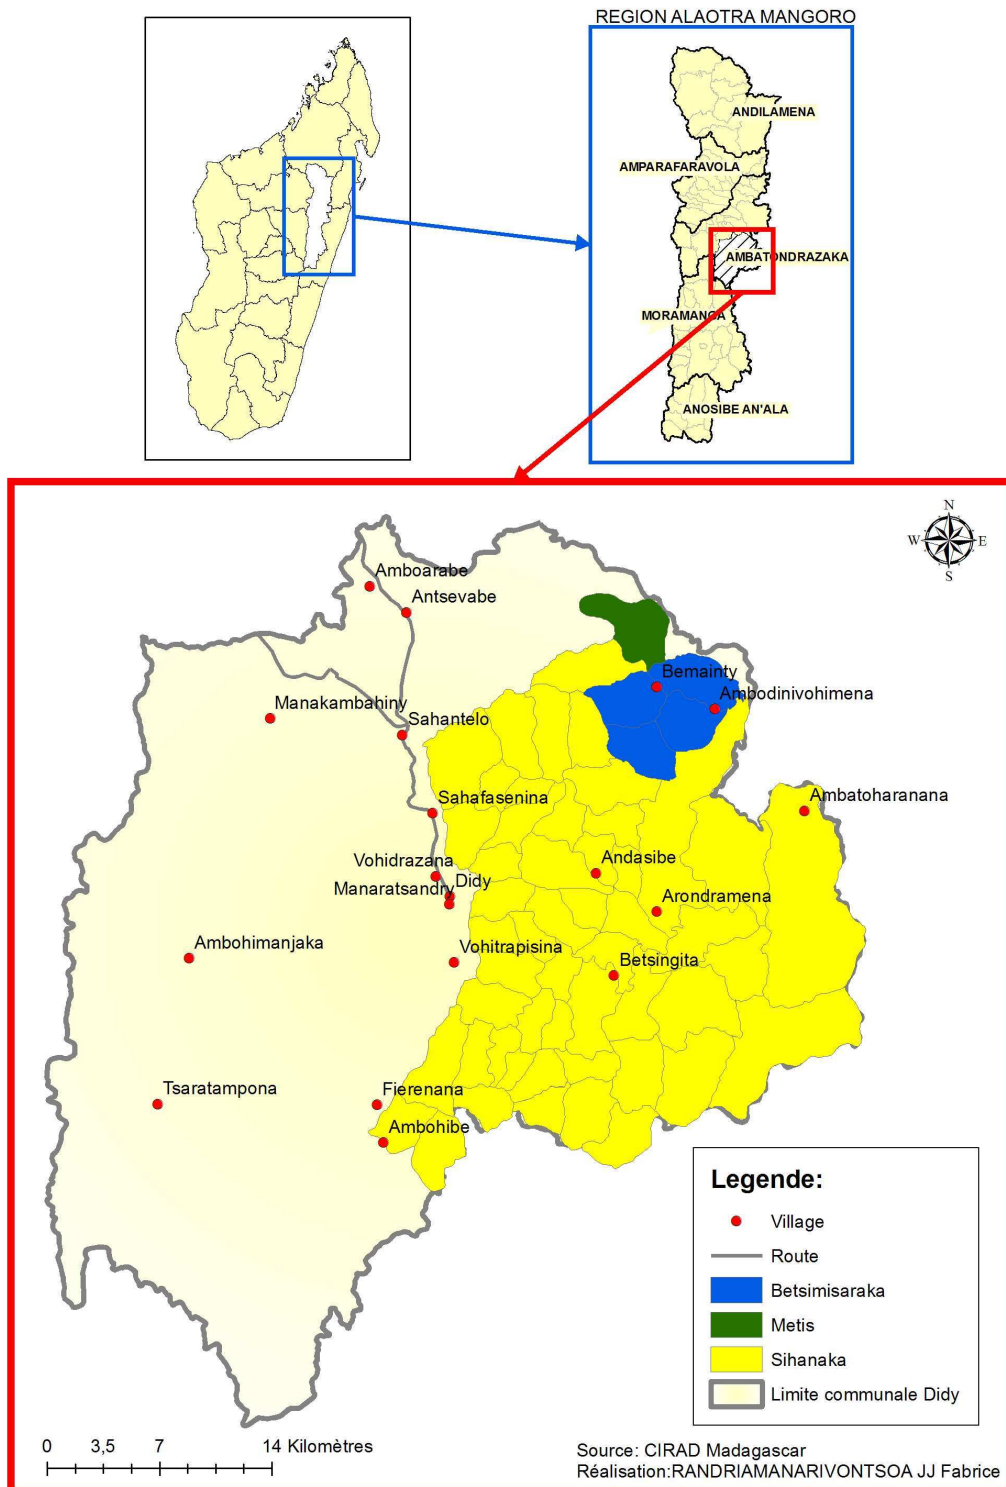 REGION ALAOTRA MANGORO
ANDILAMENA
AMPARAFARAVOLA
AMBATONDRAZAKA
MORAMANGA
ANOSIBE AN'ALA
N
W
E
S
Amboarabe
Antsevabe
Bemainty
Ambodinivohimena
Manakambahiny
Sahantelo
Sahafasenina
Ambatoharanana
Vohidrazana
Andasibe
Didy
Manaratsandry
Arondramena
Ambohimanjaka
Vohitrapisina
Betsingita
Tsaratampona
Fierenana
Ambohibe
Legende:
Village
Route
Betsimisaraka
Metis
Sihanaka
Limite communale Didy
0 3,5 7 14 Kilomètres
Source: CIRAD Madagascar
Réalisation:RANDRIAMANARIVONTSOA JJ Fabrice